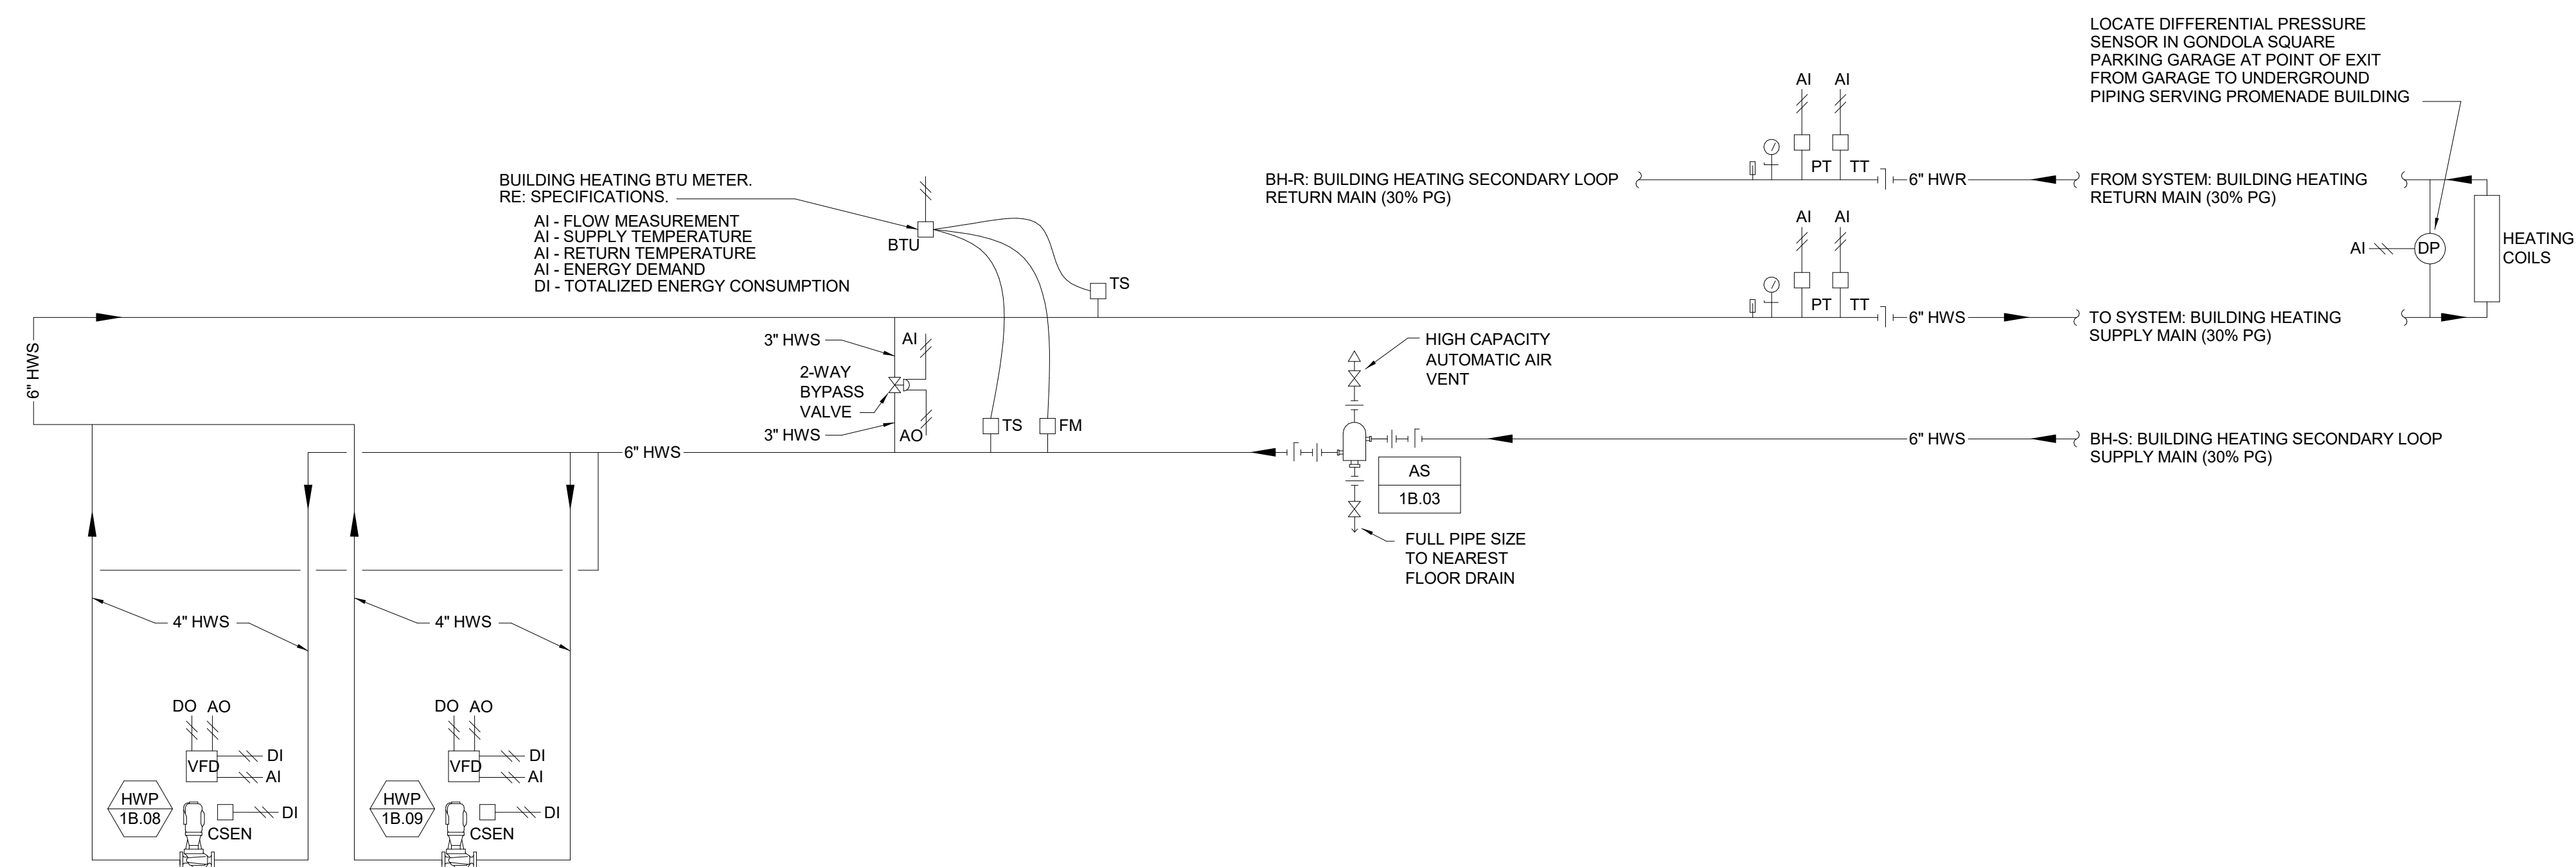 LOCATE DIFFERENTIAL PRESSURE
SENSOR IN GONDOLA SQUARE
PARKING GARAGE AT POINT OF EXIT
FROM GARAGE TO UNDERGROUND
PIPING SERVING PROMENADE BUILDING
AI AI
BUILDING HEATING BTU METER.
RE: SPECIFICATIONS.
AI - FLOW MEASUREMENT
AI - SUPPLY TEMPERATURE
AI - RETURN TEMPERATURE
AI - ENERGY DEMAND
DI - TOTALIZED ENERGY CONSUMPTION
BTU
TS
BH-R: BUILDING HEATING SECONDARY LOOP
RETURN MAIN (30% PG)
PT TT
6" HWR
FROM SYSTEM: BUILDING HEATING
RETURN MAIN (30% PG)
AI AI
PT TT
6" HWS
TO SYSTEM: BUILDING HEATING
SUPPLY MAIN (30% PG)
AI
DP
HEATING
COILS
6" HWS
3" HWS
AI
2-WAY
BYPASS
VALVE
3" HWS
AO
TS
FM
6" HWS
HIGH CAPACITY
AUTOMATIC AIR
VENT
AS
1B.03
6" HWS
BH-S: BUILDING HEATING SECONDARY LOOP
SUPPLY MAIN (30% PG)
FULL PIPE SIZE
TO NEAREST
FLOOR DRAIN
4" HWS
4" HWS
DO AO
VFD
DI
AI
HWP
1B.08
DI
CSEN
DO AO
VFD
DI
AI
HWP
1B.09
DI
CSEN